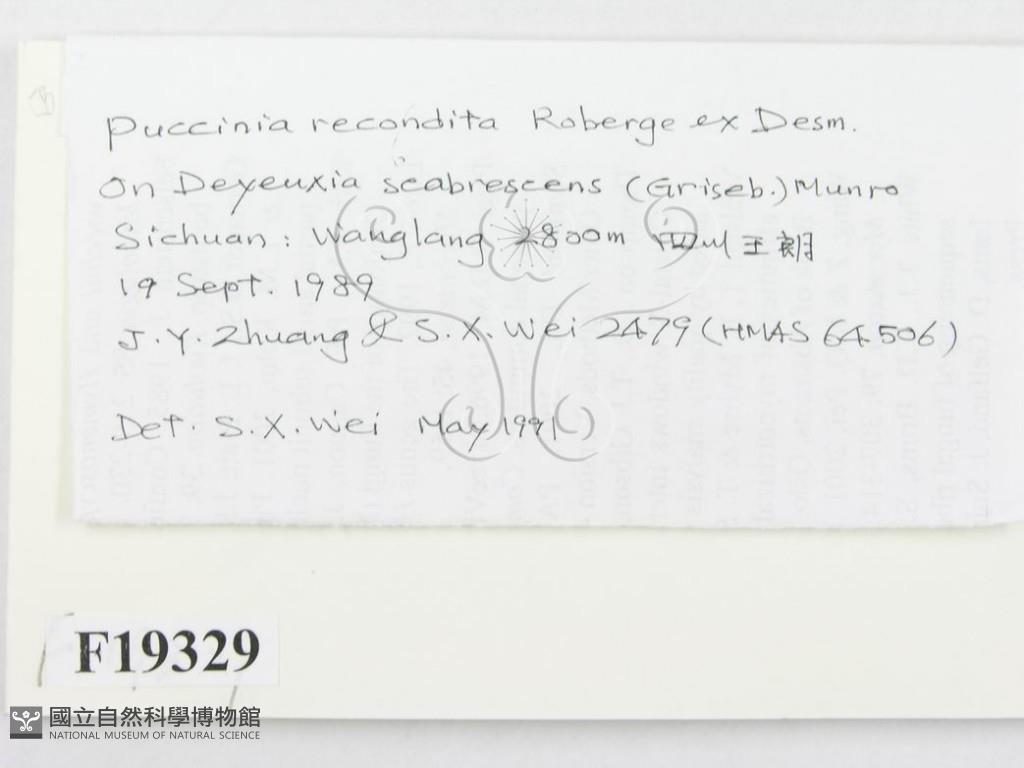 Puccinia recondita Roberge ex Desm.
On Deyeuxia scabrescens (Griseb.) Munro
Sichuan: Wanglang 2800m 四川王朗
19 Sept. 1989
J.Y. Zhuang & S.X. Wei 2479 (HMAS 64506)
Det. S.X. Wei May 1991
F19329
國立自然科學博物館
NATIONAL MUSEUM OF NATURAL SCIENCE